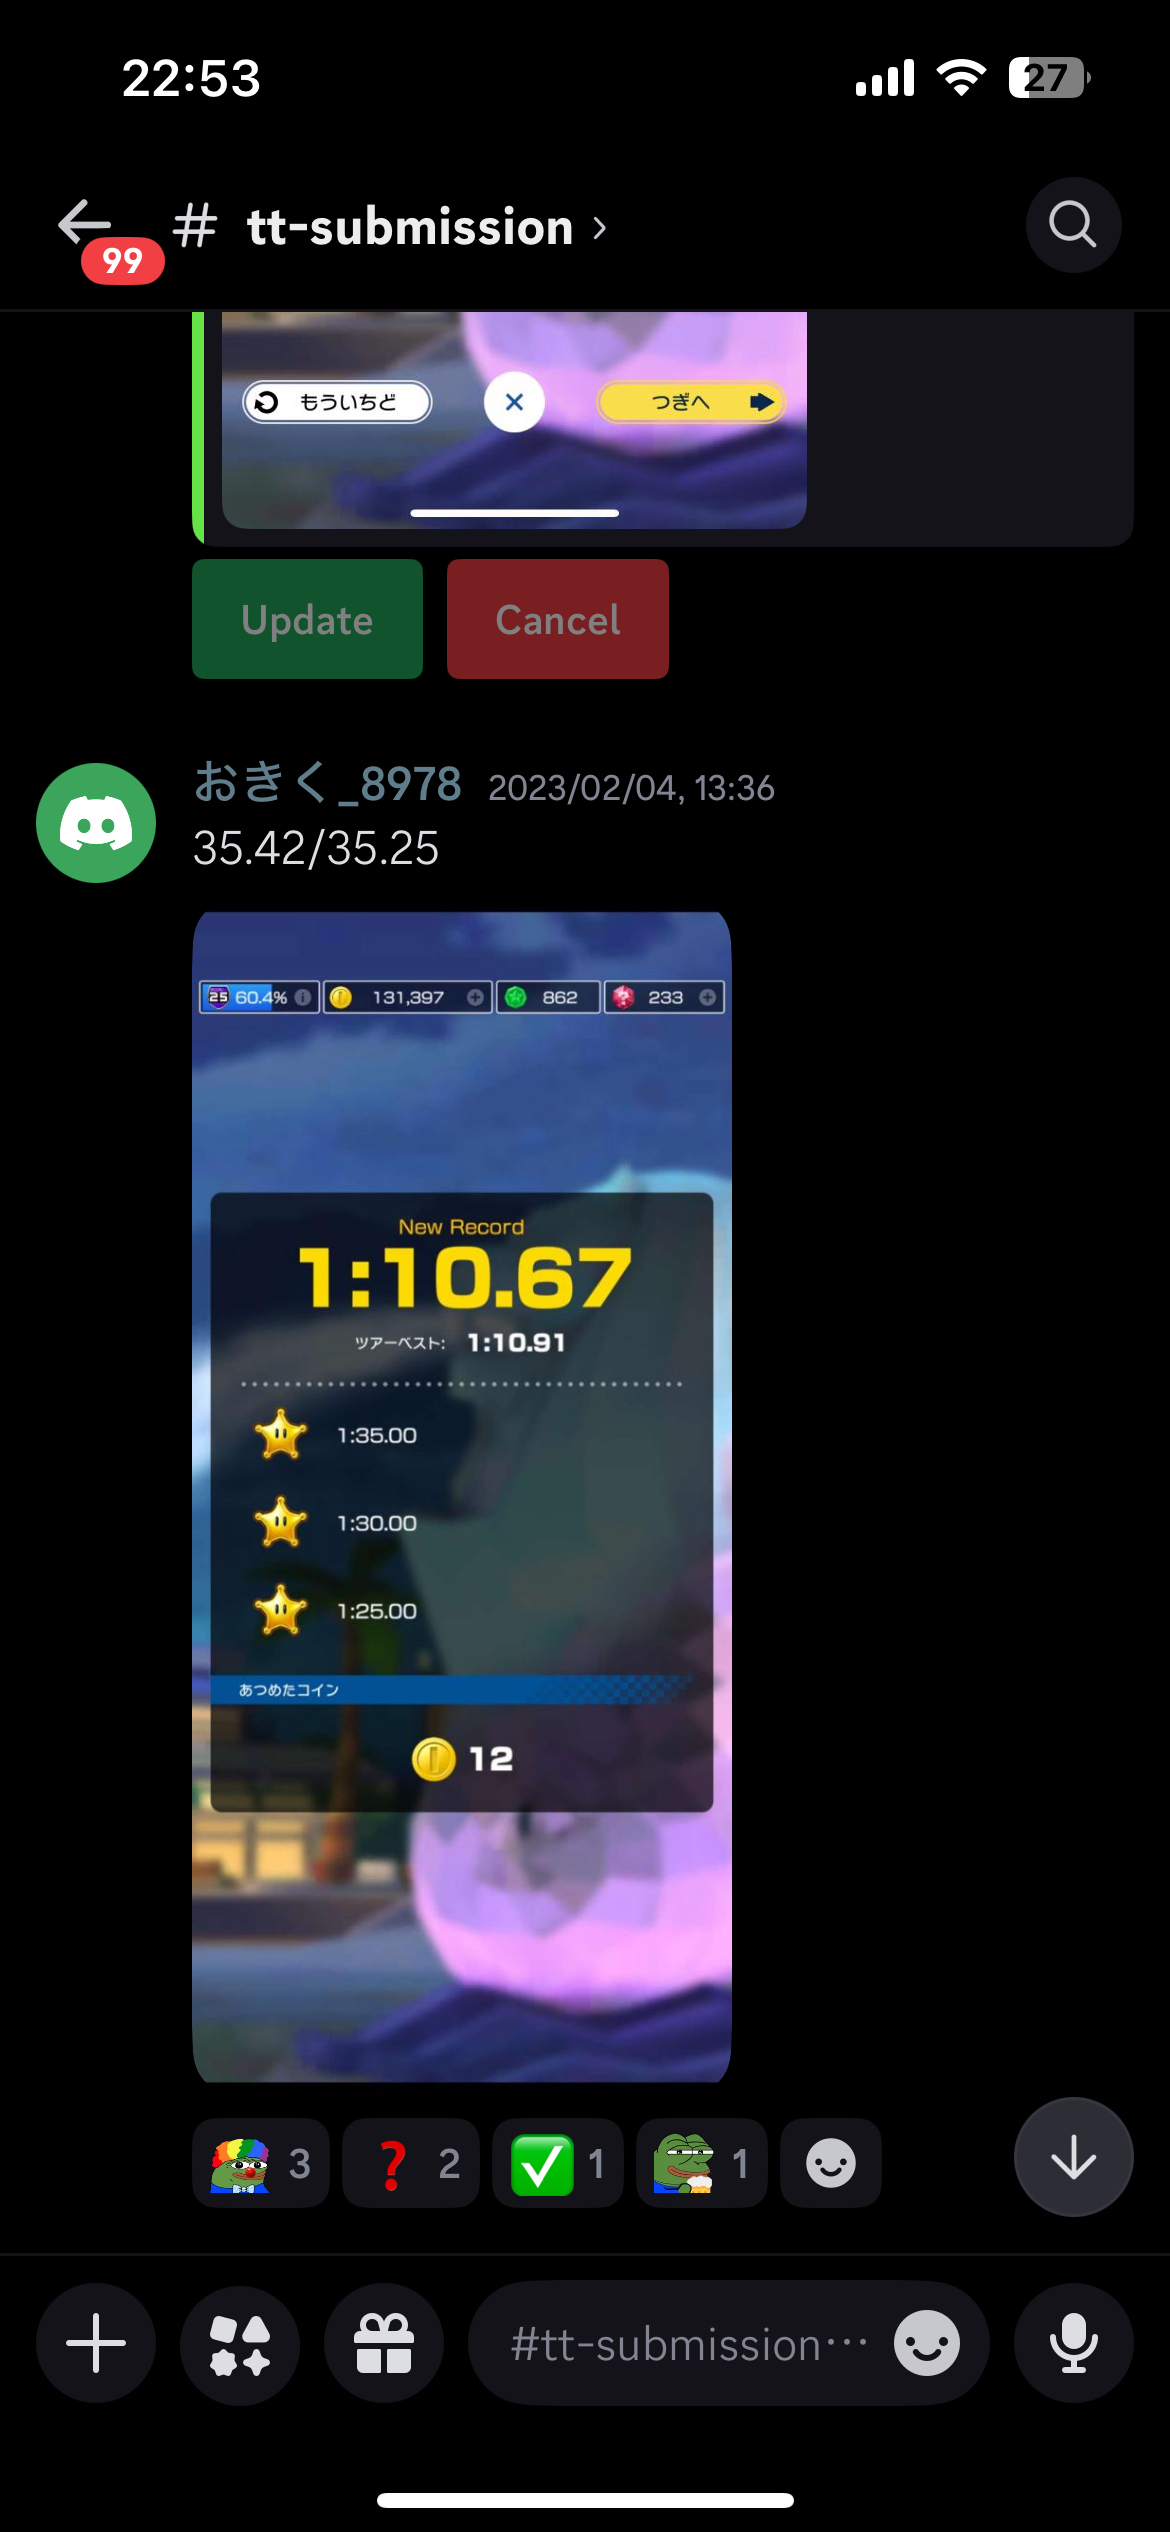 22:53
27
99
# tt-submission ›
もういちど
つぎへ
Update
Cancel
おきく_8978 2023/02/04, 13:36
35.42/35.25
25 60.4% 131,397 862 233
New Record
1:10.67
ツアーベスト: 1:10.91
1:35.00
1:30.00
1:25.00
あつめたコイン
12
3 ❓ 2 ✅ 1 1
#tt-submission…